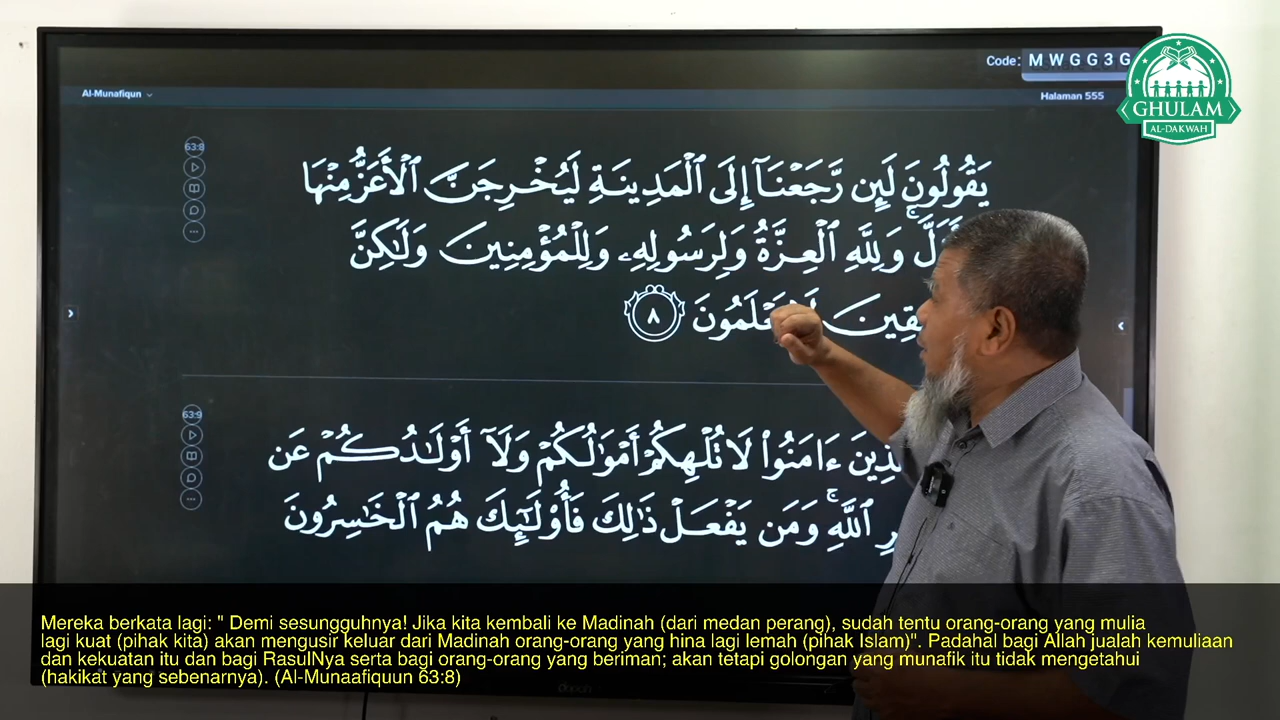 Code: M W G G 3 G
Al-Munafiqun
Halaman 555
GHULAM
AL-DAKWAH
63:8
يَقُولُونَ لَئِن رَّجَعْنَآ إِلَى ٱلْمَدِينَةِ لَيُخْرِجَنَّ ٱلْأَعَزُّ مِنْهَا
وَلِلَّهِ ٱلْعِزَّةُ وَلِرَسُولِهِۦ وَلِلْمُؤْمِنِينَ وَلَـٰكِنَّ
يَعْلَمُونَ ٨
63:9
ءَامَنُوا۟ لَا تُلْهِكُمْ أَمْوَٰلُكُمْ وَلَآ أَوْلَـٰدُكُمْ عَن
ٱللَّهِ ۚ وَمَن يَفْعَلْ ذَٰلِكَ فَأُو۟لَـٰٓئِكَ هُمُ ٱلْخَـٰسِرُونَ
Mereka berkata lagi: " Demi sesungguhnya! Jika kita kembali ke Madinah (dari medan perang), sudah tentu orang-orang yang mulia
lagi kuat (pihak kita) akan mengusir keluar dari Madinah orang-orang yang hina lagi lemah (pihak Islam)". Padahal bagi Allah jualah kemuliaan
dan kekuatan itu dan bagi RasulNya serta bagi orang-orang yang beriman; akan tetapi golongan yang munafik itu tidak mengetahui
(hakikat yang sebenarnya). (Al-Munaafiquun 63:8)